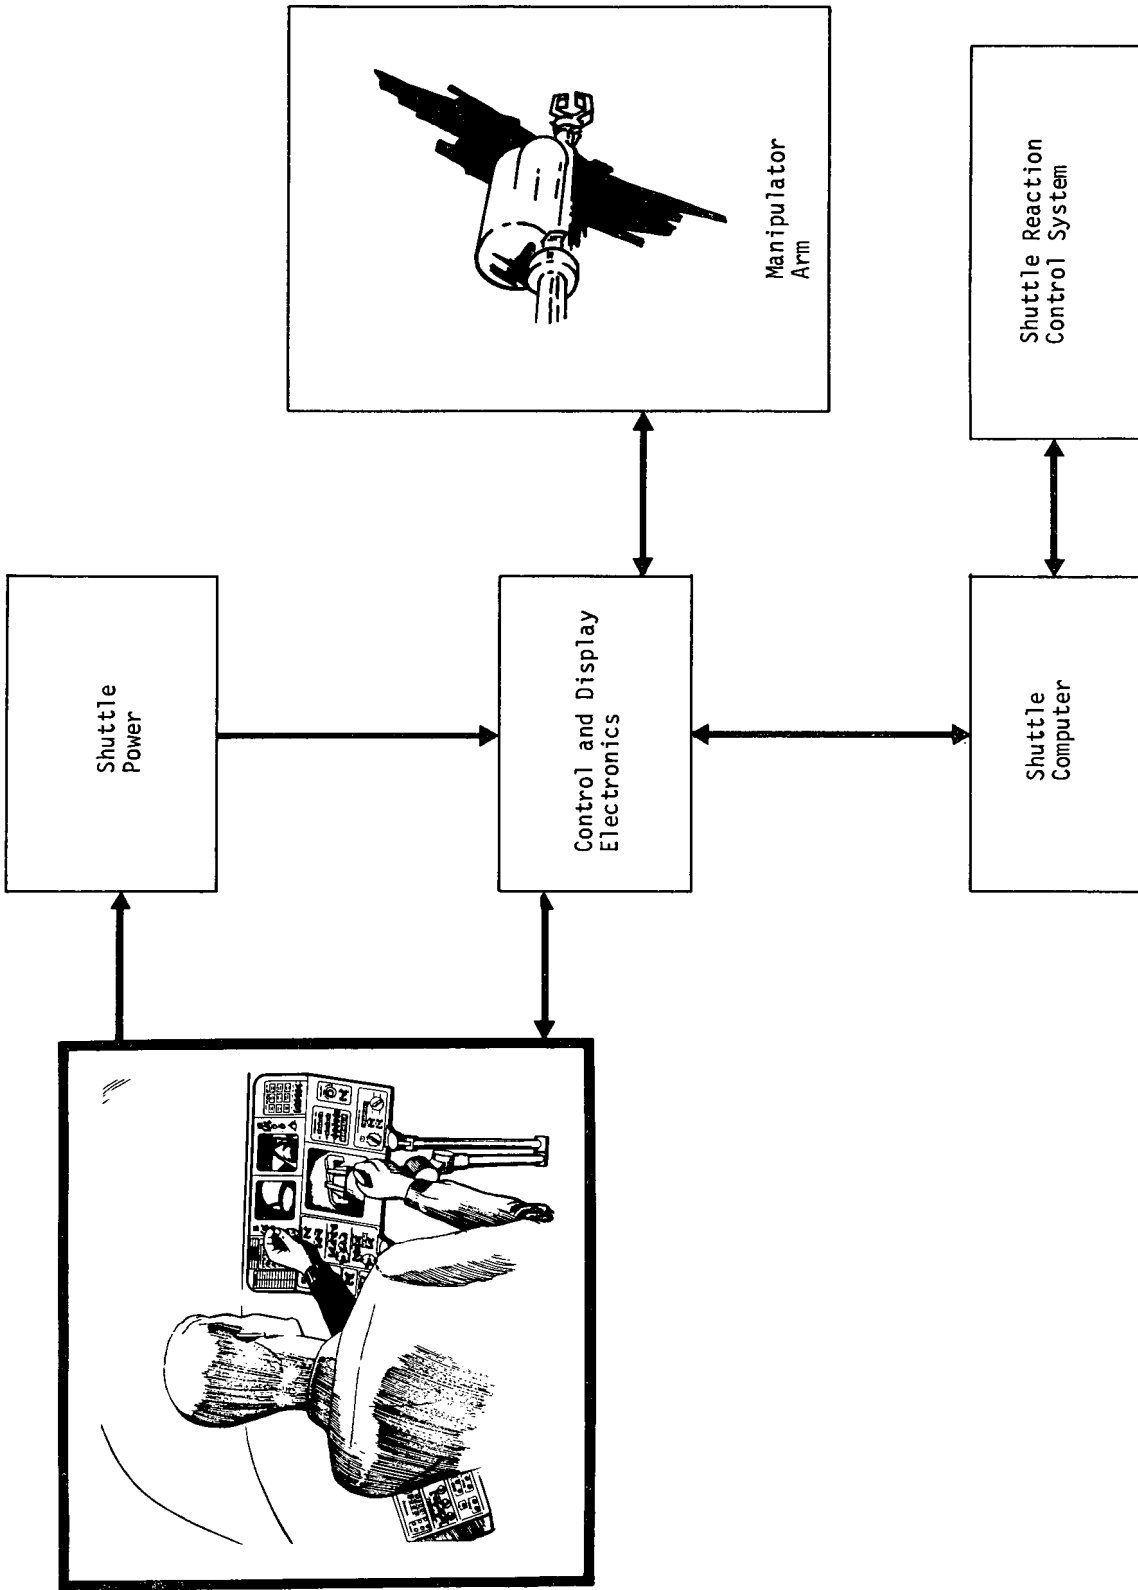 Shuttle
Power
Control and Display
Electronics
Manipulator
Arm
Shuttle
Computer
Shuttle Reaction
Control System